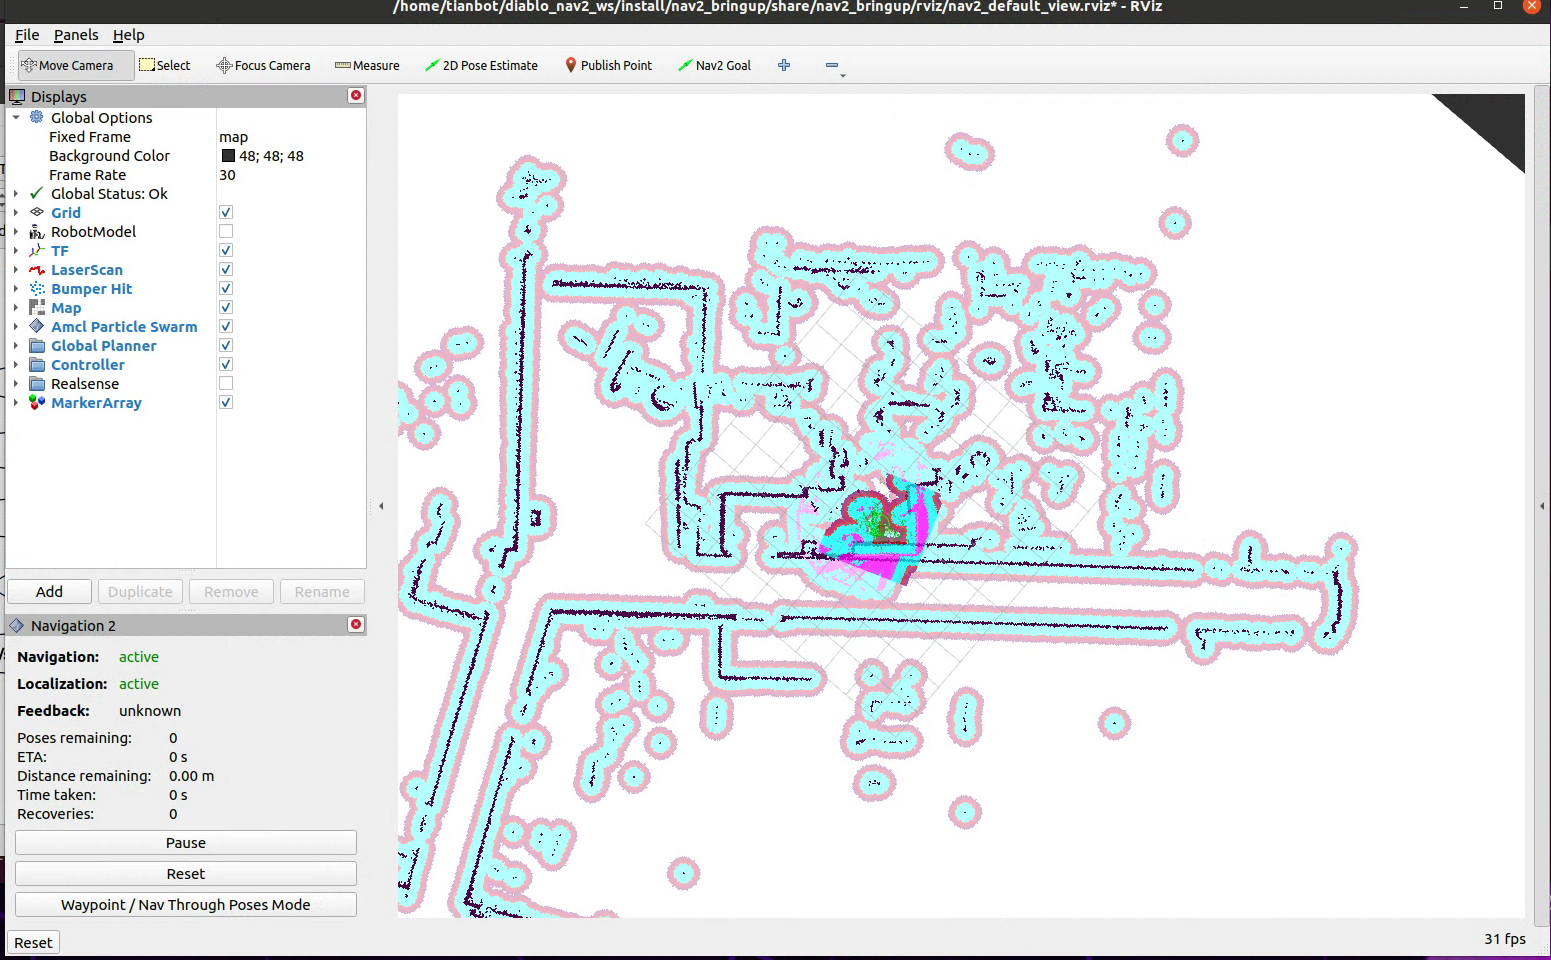 /home/tianbot/diablo_nav2_ws/install/nav2_bringup/share/nav2_bringup/rviz/nav2_default_view.rviz* - RViz
File Panels Help
Move Camera Select Focus Camera Measure 2D Pose Estimate Publish Point Nav2 Goal
Displays
Global Options
Fixed Frame map
Background Color 48; 48; 48
Frame Rate 30
Global Status: Ok
Grid
RobotModel
TF
LaserScan
Bumper Hit
Map
Amcl Particle Swarm
Global Planner
Controller
Realsense
MarkerArray
Add Duplicate Remove Rename
Navigation 2
Navigation: active
Localization: active
Feedback: unknown
Poses remaining: 0
ETA: 0 s
Distance remaining: 0.00 m
Time taken: 0 s
Recoveries: 0
Pause
Reset
Waypoint / Nav Through Poses Mode
Reset
31 fps